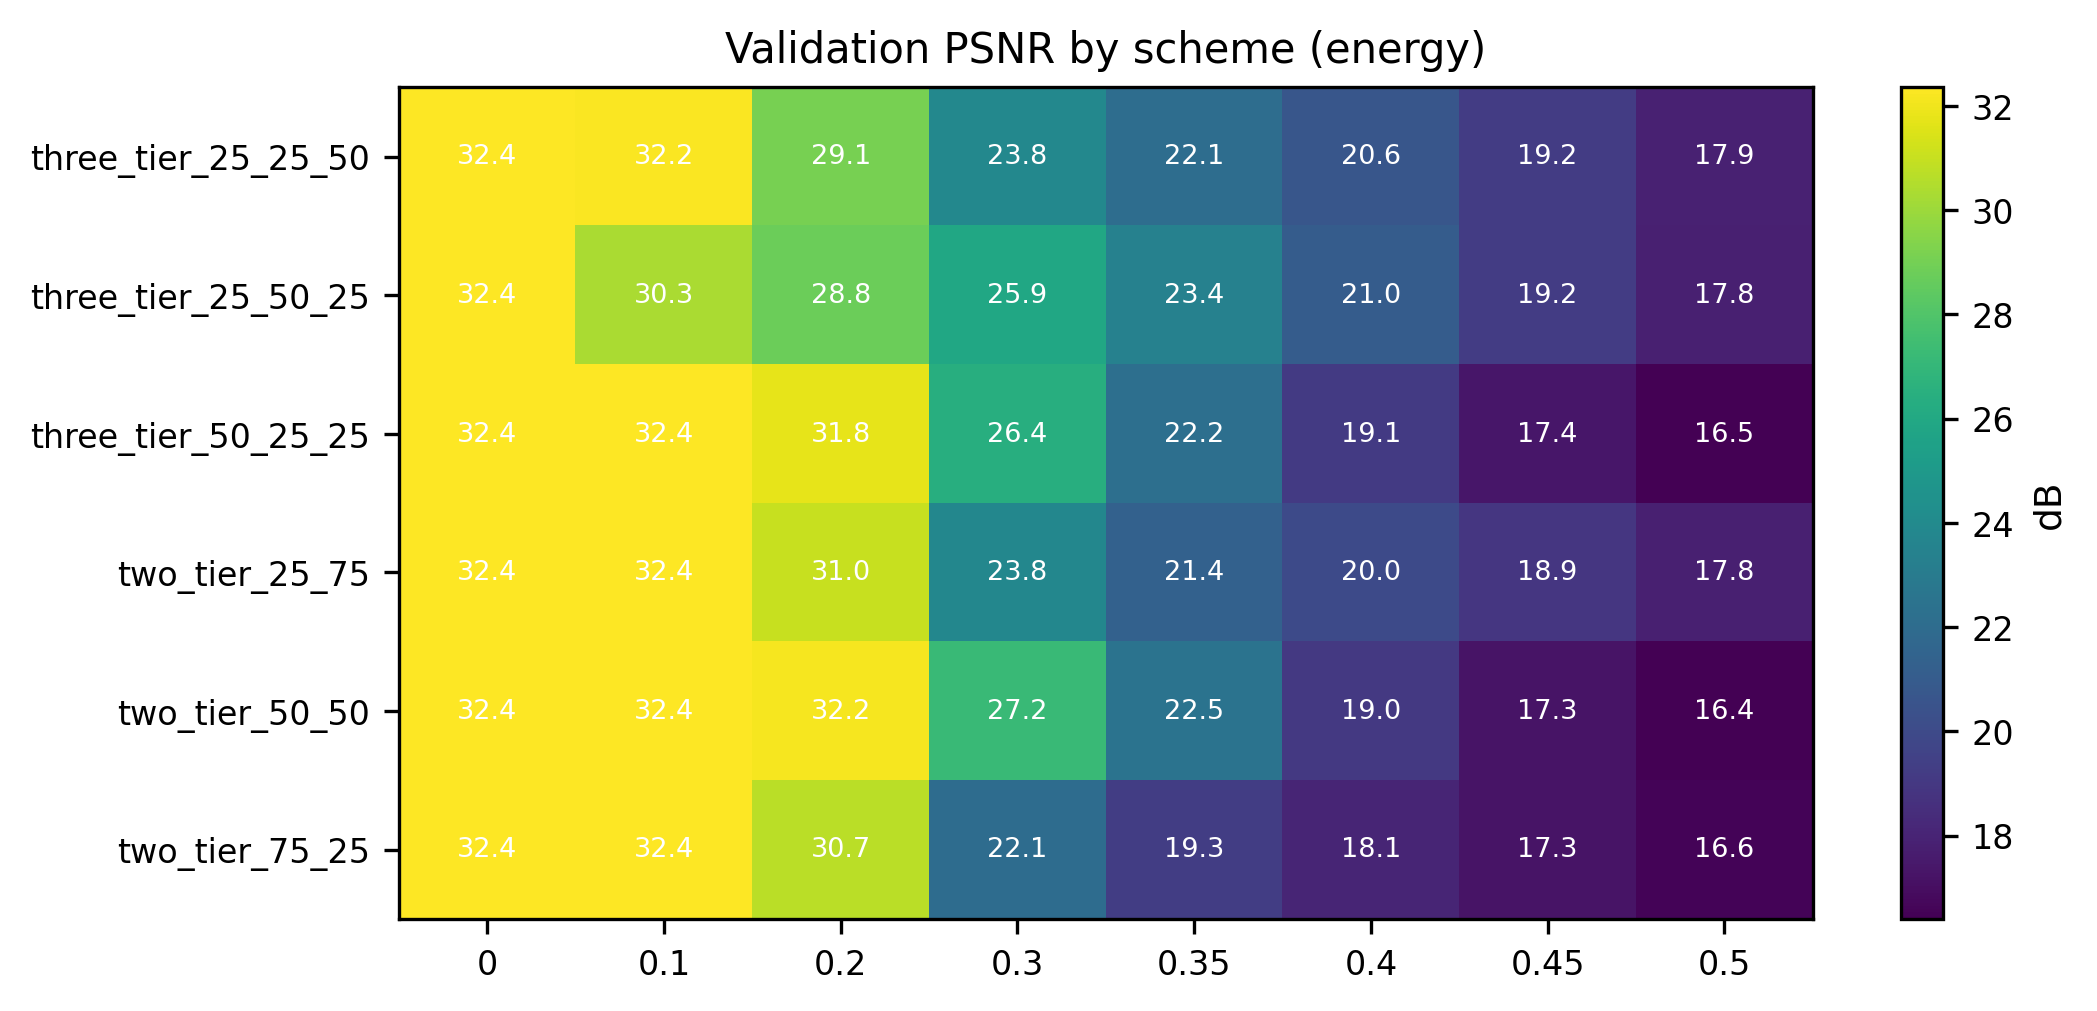 Validation PSNR by scheme (energy)
three_tier_25_25_50 32.4 32.2 29.1 23.8 22.1 20.6 19.2 17.9
three_tier_25_50_25 32.4 30.3 28.8 25.9 23.4 21.0 19.2 17.8
three_tier_50_25_25 32.4 32.4 31.8 26.4 22.2 19.1 17.4 16.5
two_tier_25_75 32.4 32.4 31.0 23.8 21.4 20.0 18.9 17.8
two_tier_50_50 32.4 32.4 32.2 27.2 22.5 19.0 17.3 16.4
two_tier_75_25 32.4 32.4 30.7 22.1 19.3 18.1 17.3 16.6
0 0.1 0.2 0.3 0.35 0.4 0.45 0.5
32
30
28
26
24
22
20
18
dB